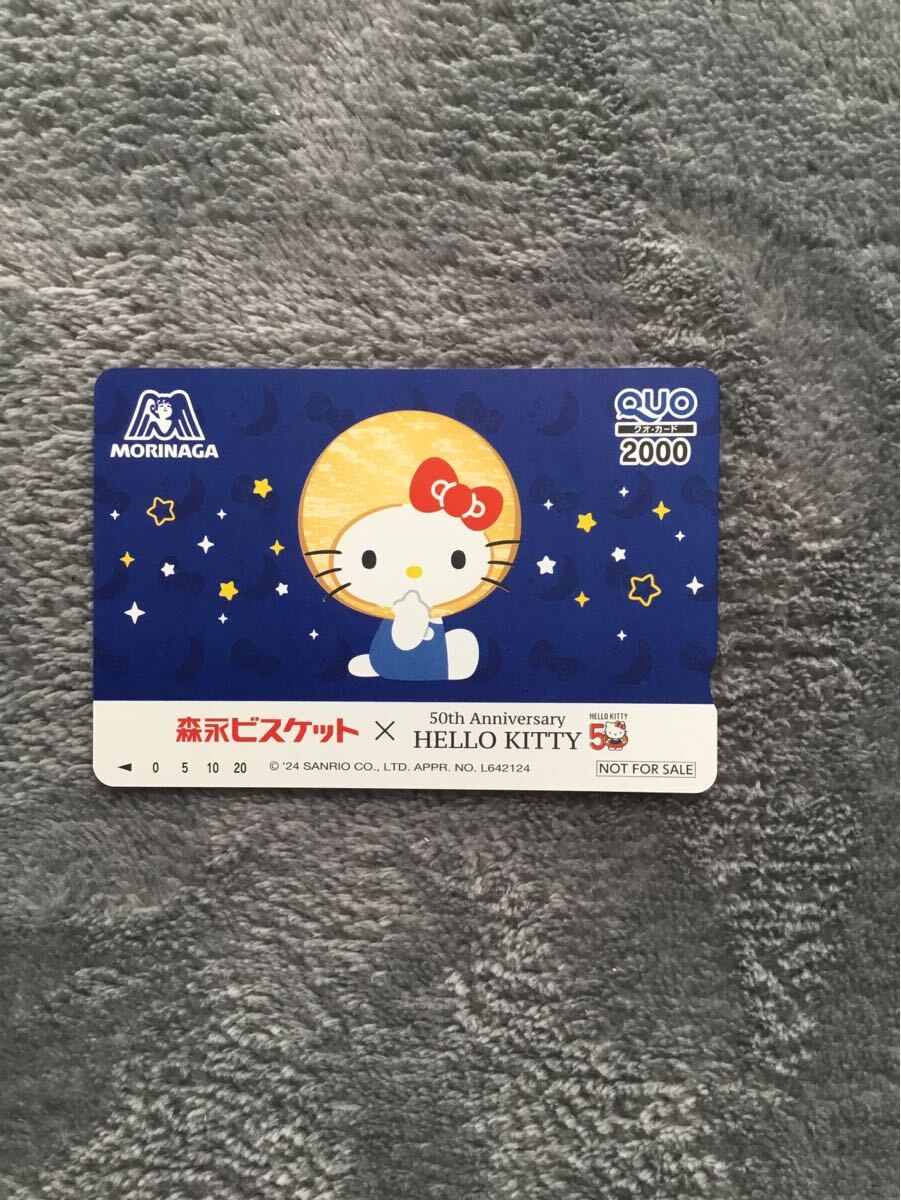 MORINAGA
QUO
クオ・カード
2000
森永ビスケット × 50th Anniversary
HELLO KITTY
HELLO KITTY
50
◀ 0 5 10 20
© '24 SANRIO CO., LTD. APPR. NO. L642124
NOT FOR SALE